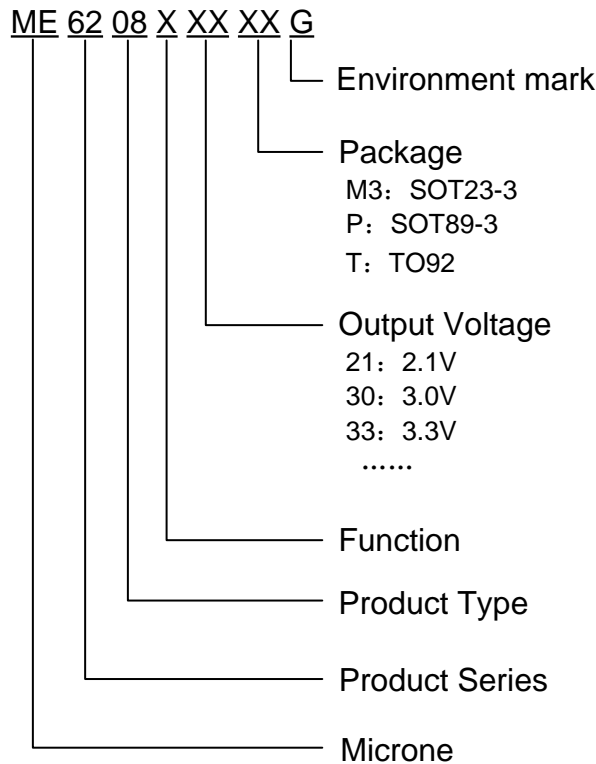 ME 62 08 X XX XX G
Environment mark
Package
M3：SOT23-3
P：SOT89-3
T：TO92
Output Voltage
21：2.1V
30：3.0V
33：3.3V
……
Function
Product Type
Product Series
Microne